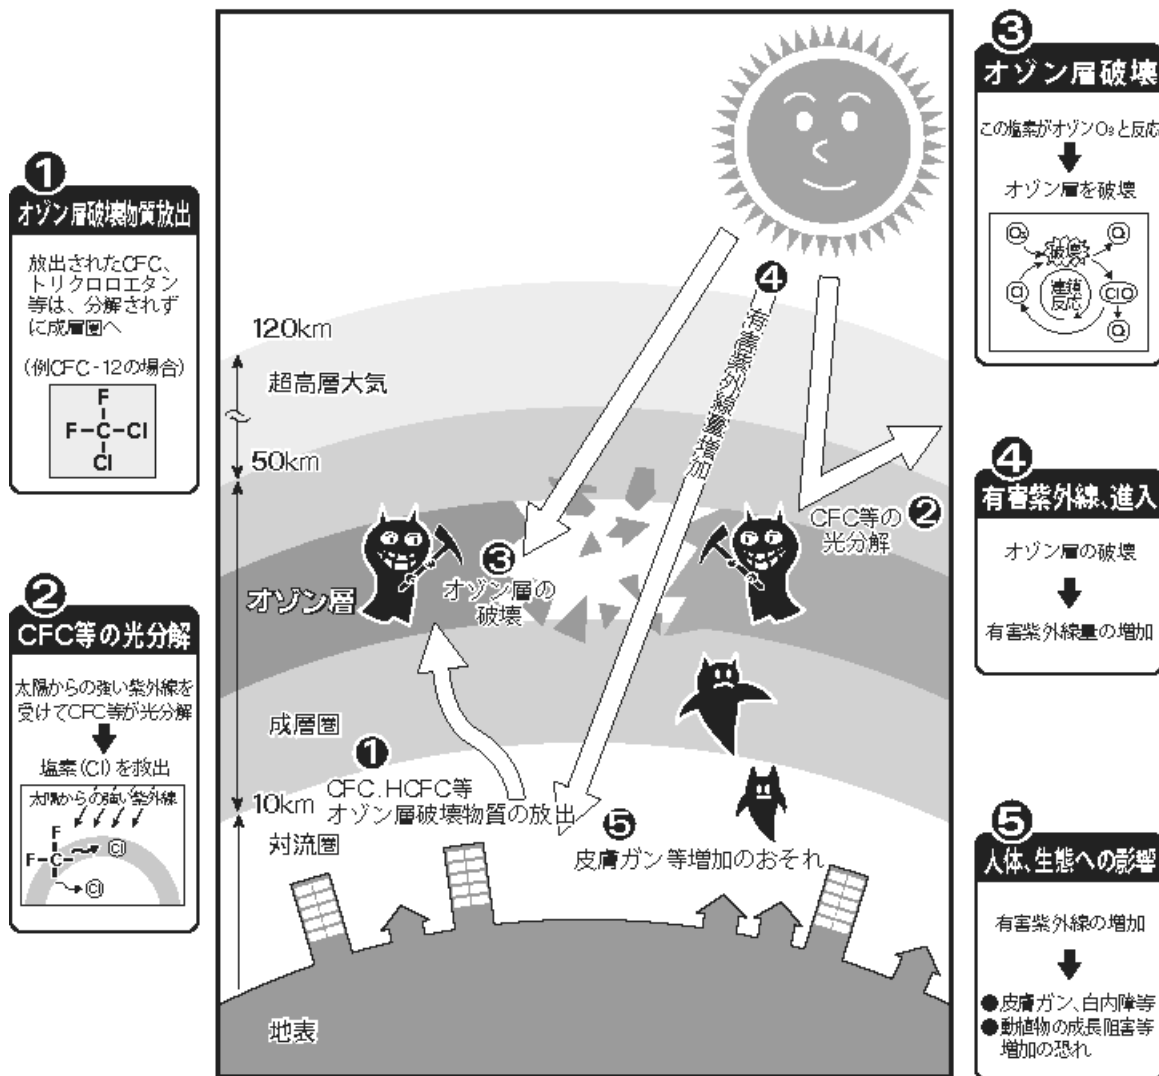 ❶
オゾン層破壊物質放出
放出されたCFC、
トリクロロエタン
等は、分解されず
に成層圏へ
(例CFC-12の場合)
F
F-C-Cl
Cl
❷
CFC等の光分解
太陽からの強い紫外線を
受けてCFC等が光分解
塩素(Cl)を放出
太陽からの強い紫外線
F
F-C
Cl
Cl
120km
超高層大気
50km
オゾン層
成層圏
10km
対流圏
地表
❹
有害紫外線量増加
CFC等の ❷
光分解
❸
オゾン層の
破壊
❶
CFC.HCFC等
オゾン層破壊物質の放出
❺
皮膚ガン等増加のおそれ
❸
オゾン層破壊
この塩素がオゾンO₃と反応
オゾン層を破壊
O₃
破壊
O₂
Cl
連鎖
反応
ClO
O₂
❹
有害紫外線、進入
オゾン層の破壊
有害紫外線量の増加
❺
人体、生態への影響
有害紫外線の増加
●皮膚ガン、白内障等
●動植物の成長阻害等
増加の恐れ